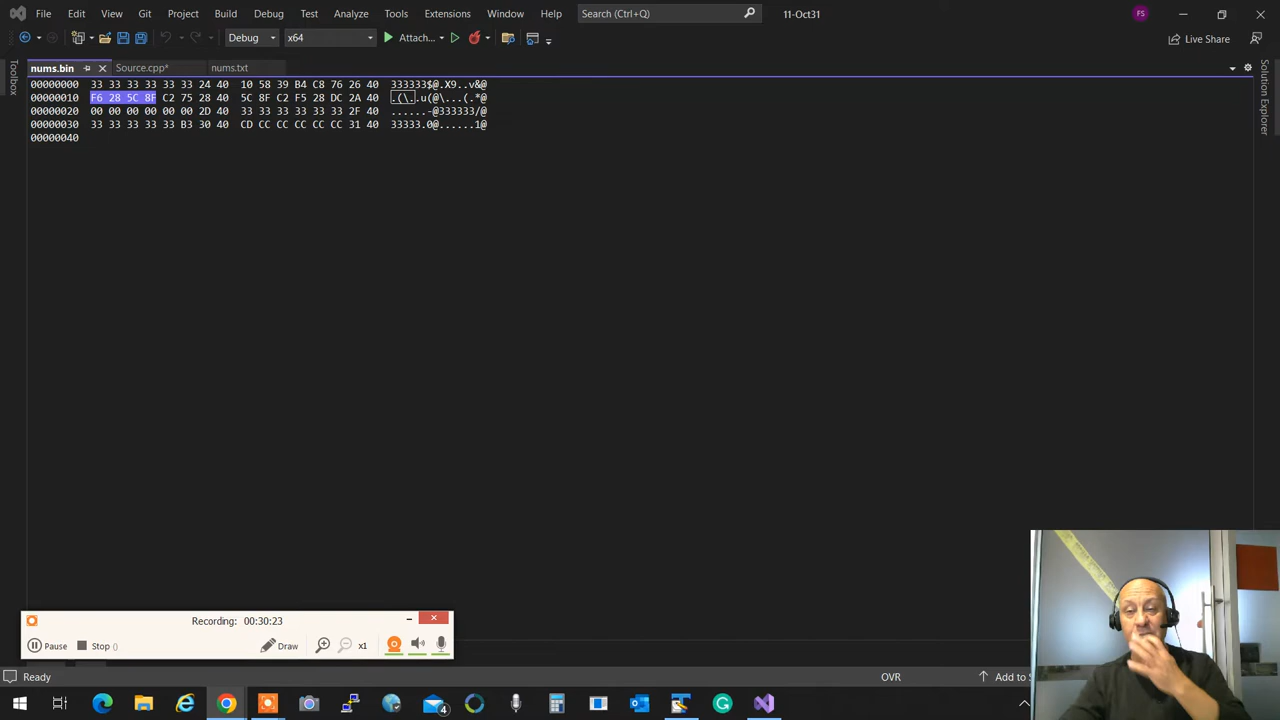 File Edit View Git Project Build Debug Test Analyze Tools Extensions Window Help Search (Ctrl+Q) 11-Oct31 FS
Debug x64 Attach... Live Share
nums.bin Source.cpp* nums.txt
00000000 33 33 33 33 33 33 24 40 10 58 39 B4 C8 76 26 40 333333$@.X9..v&@
00000010 F6 28 5C 8F C2 75 28 40 5C 8F C2 F5 28 DC 2A 40 .(\..u(@\...(.*@
00000020 00 00 00 00 00 00 2D 40 33 33 33 33 33 33 2F 40 ......-@333333/@
00000030 33 33 33 33 33 B3 30 40 CD CC CC CC CC CC 31 40 33333.0@......1@
00000040
Toolbox
Solution Explorer
Recording: 00:30:23
Pause Stop () Draw x1
Ready OVR Add to S
4